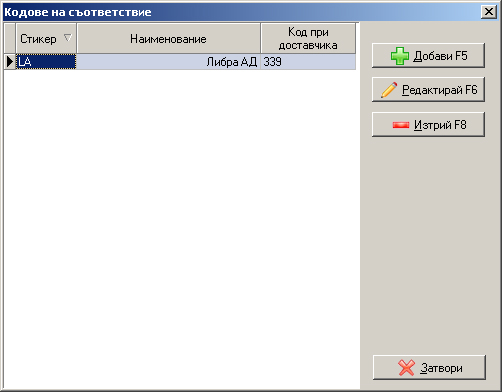 Кодове на съответствие
Стикер Наименование Код при доставчика
LA Либра АД 339
Добави F5
Редактирай F6
Изтрий F8
Затвори